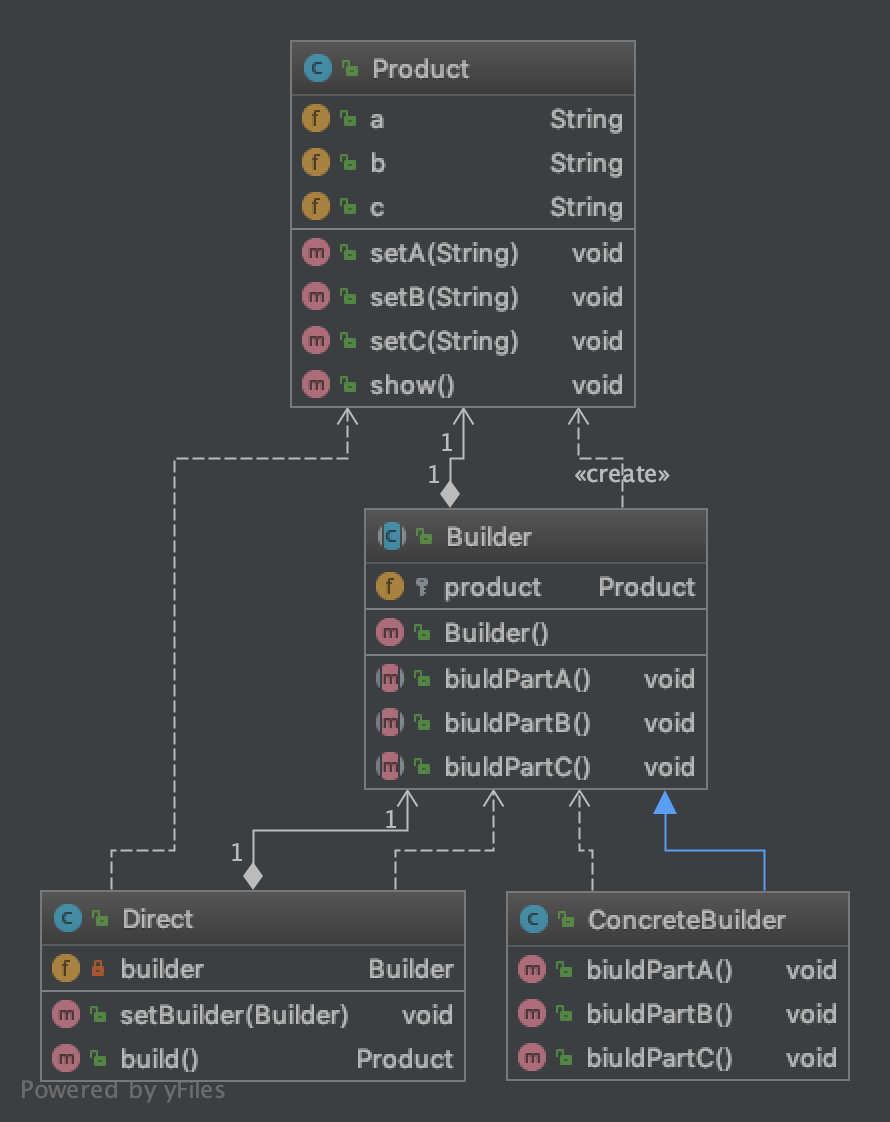 Product
a String
b String
c String
setA(String) void
setB(String) void
setC(String) void
show() void
1
1
«create»
Builder
product Product
Builder()
biuldPartA() void
biuldPartB() void
biuldPartC() void
1
1
Direct
builder Builder
setBuilder(Builder) void
build() Product
ConcreteBuilder
biuldPartA() void
biuldPartB() void
biuldPartC() void
Powered by yFiles